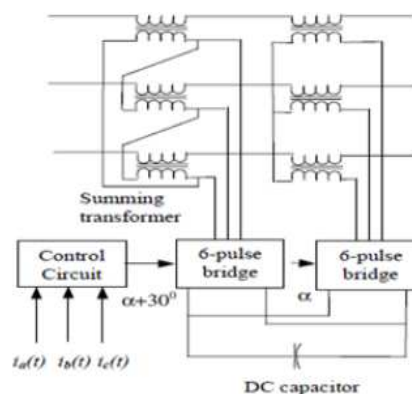 Summing
transformer
Control
Circuit
α+30⁰
6-pulse
bridge
α
6-pulse
bridge
ia(t) ib(t) ic(t)
DC capacitor